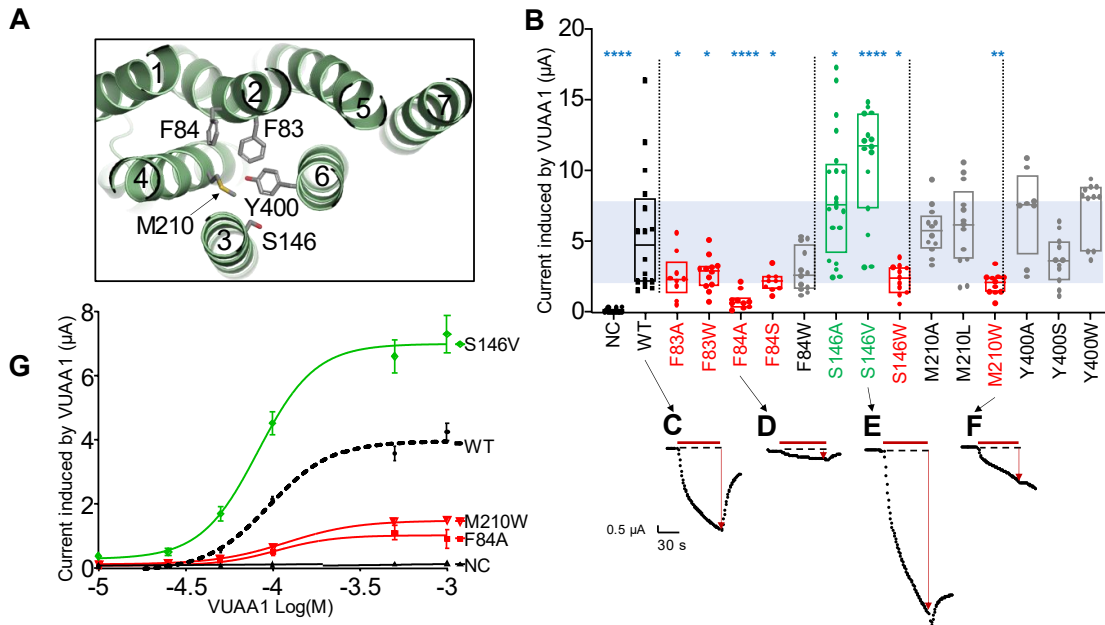 A
1
2
5
7
F84
F83
4
6
M210
Y400
3
S146
B
Current induced by VUAA1 (µA)
20
15
10
5
0
**** * * **** * * **** * **
NC
WT
F83A
F83W
F84A
F84S
F84W
S146A
S146V
S146W
M210A
M210L
M210W
Y400A
Y400S
Y400W
C
D
E
F
0.5 µA
30 s
G
Current induced by VUAA1 (µA)
8
6
4
2
0
-5
-4.5
-4
-3.5
-3
VUAA1 Log(M)
S146V
WT
M210W
F84A
NC